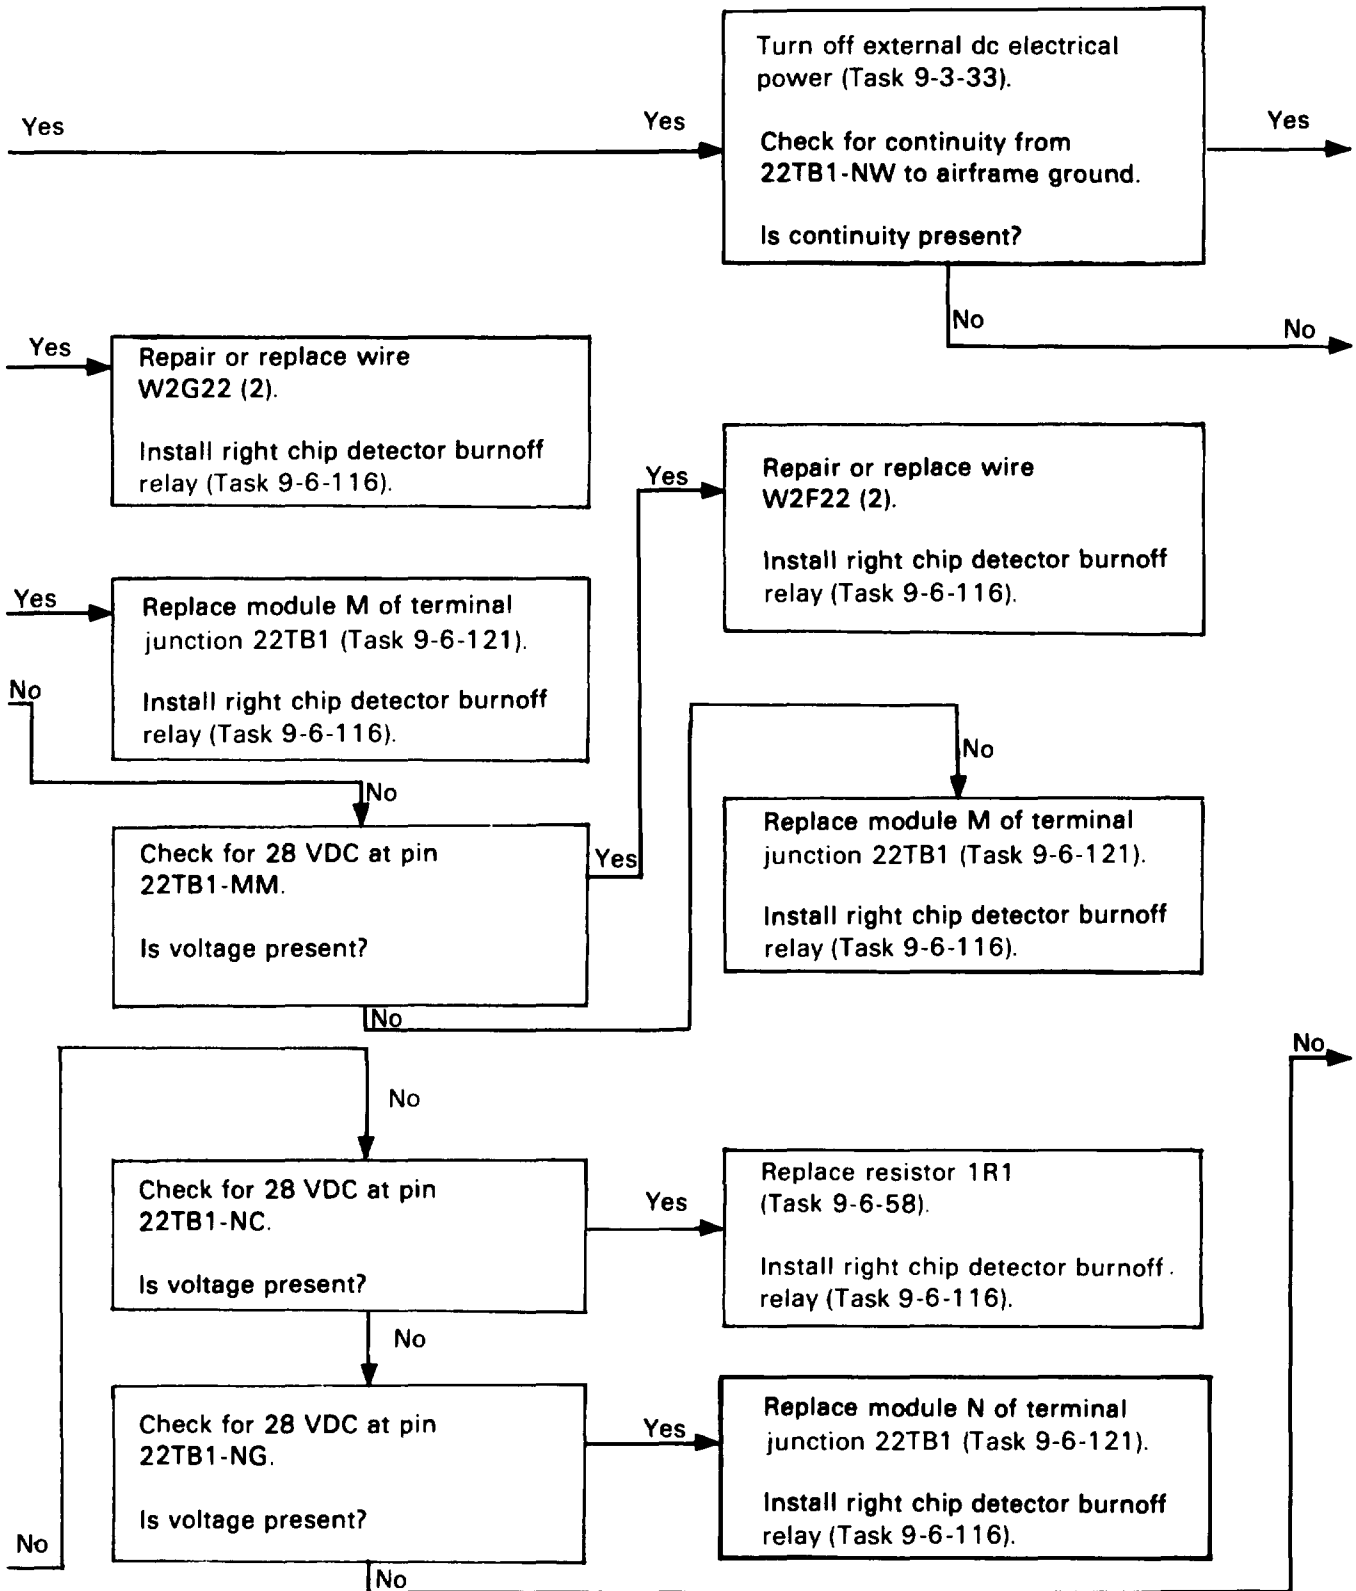 Turn off external dc electrical
power (Task 9-3-33).
Check for continuity from
22TB1-NW to airframe ground.
Is continuity present?
Yes
Yes
Yes
No
No
Yes
Repair or replace wire
W2G22 (2).
Install right chip detector burnoff
relay (Task 9-6-116).
Yes
Repair or replace wire
W2F22 (2).
Install right chip detector burnoff
relay (Task 9-6-116).
Yes
Replace module M of terminal
junction 22TB1 (Task 9-6-121).
Install right chip detector burnoff
relay (Task 9-6-116).
No
No
No
Check for 28 VDC at pin
22TB1-MM.
Is voltage present?
Yes
Replace module M of terminal
junction 22TB1 (Task 9-6-121).
Install right chip detector burnoff
relay (Task 9-6-116).
No
No
No
Check for 28 VDC at pin
22TB1-NC.
Is voltage present?
Yes
Replace resistor 1R1
(Task 9-6-58).
Install right chip detector burnoff.
relay (Task 9-6-116).
No
Check for 28 VDC at pin
22TB1-NG.
Is voltage present?
Yes
Replace module N of terminal
junction 22TB1 (Task 9-6-121).
Install right chip detector burnoff
relay (Task 9-6-116).
No
No